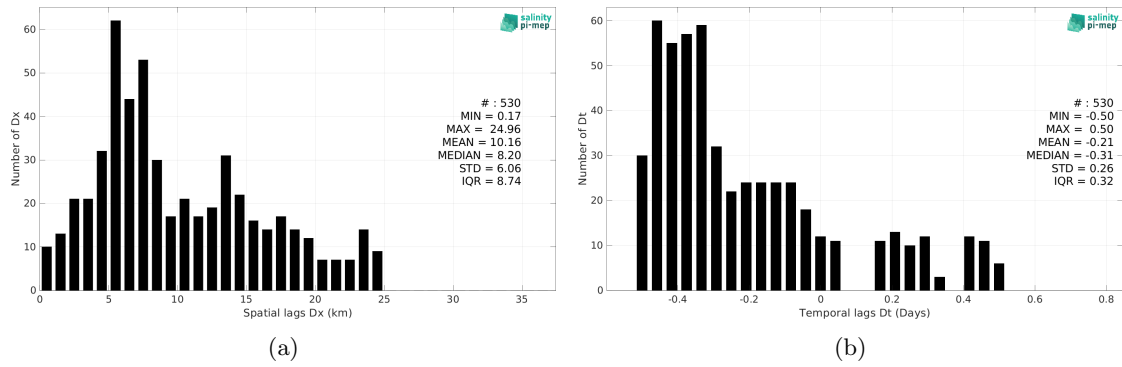 salinity
pi-mep
60
50
40
30
20
10
0
Number of Dx
# : 530
MIN = 0.17
MAX = 24.96
MEAN = 10.16
MEDIAN = 8.20
STD = 6.06
IQR = 8.74
0 5 10 15 20 25 30 35
Spatial lags Dx (km)
(a)
salinity
pi-mep
60
50
40
30
20
10
0
Number of Dt
# : 530
MIN = -0.50
MAX = 0.50
MEAN = -0.21
MEDIAN = -0.31
STD = 0.26
IQR = 0.32
-0.4 -0.2 0 0.2 0.4 0.6 0.8
Temporal lags Dt (Days)
(b)